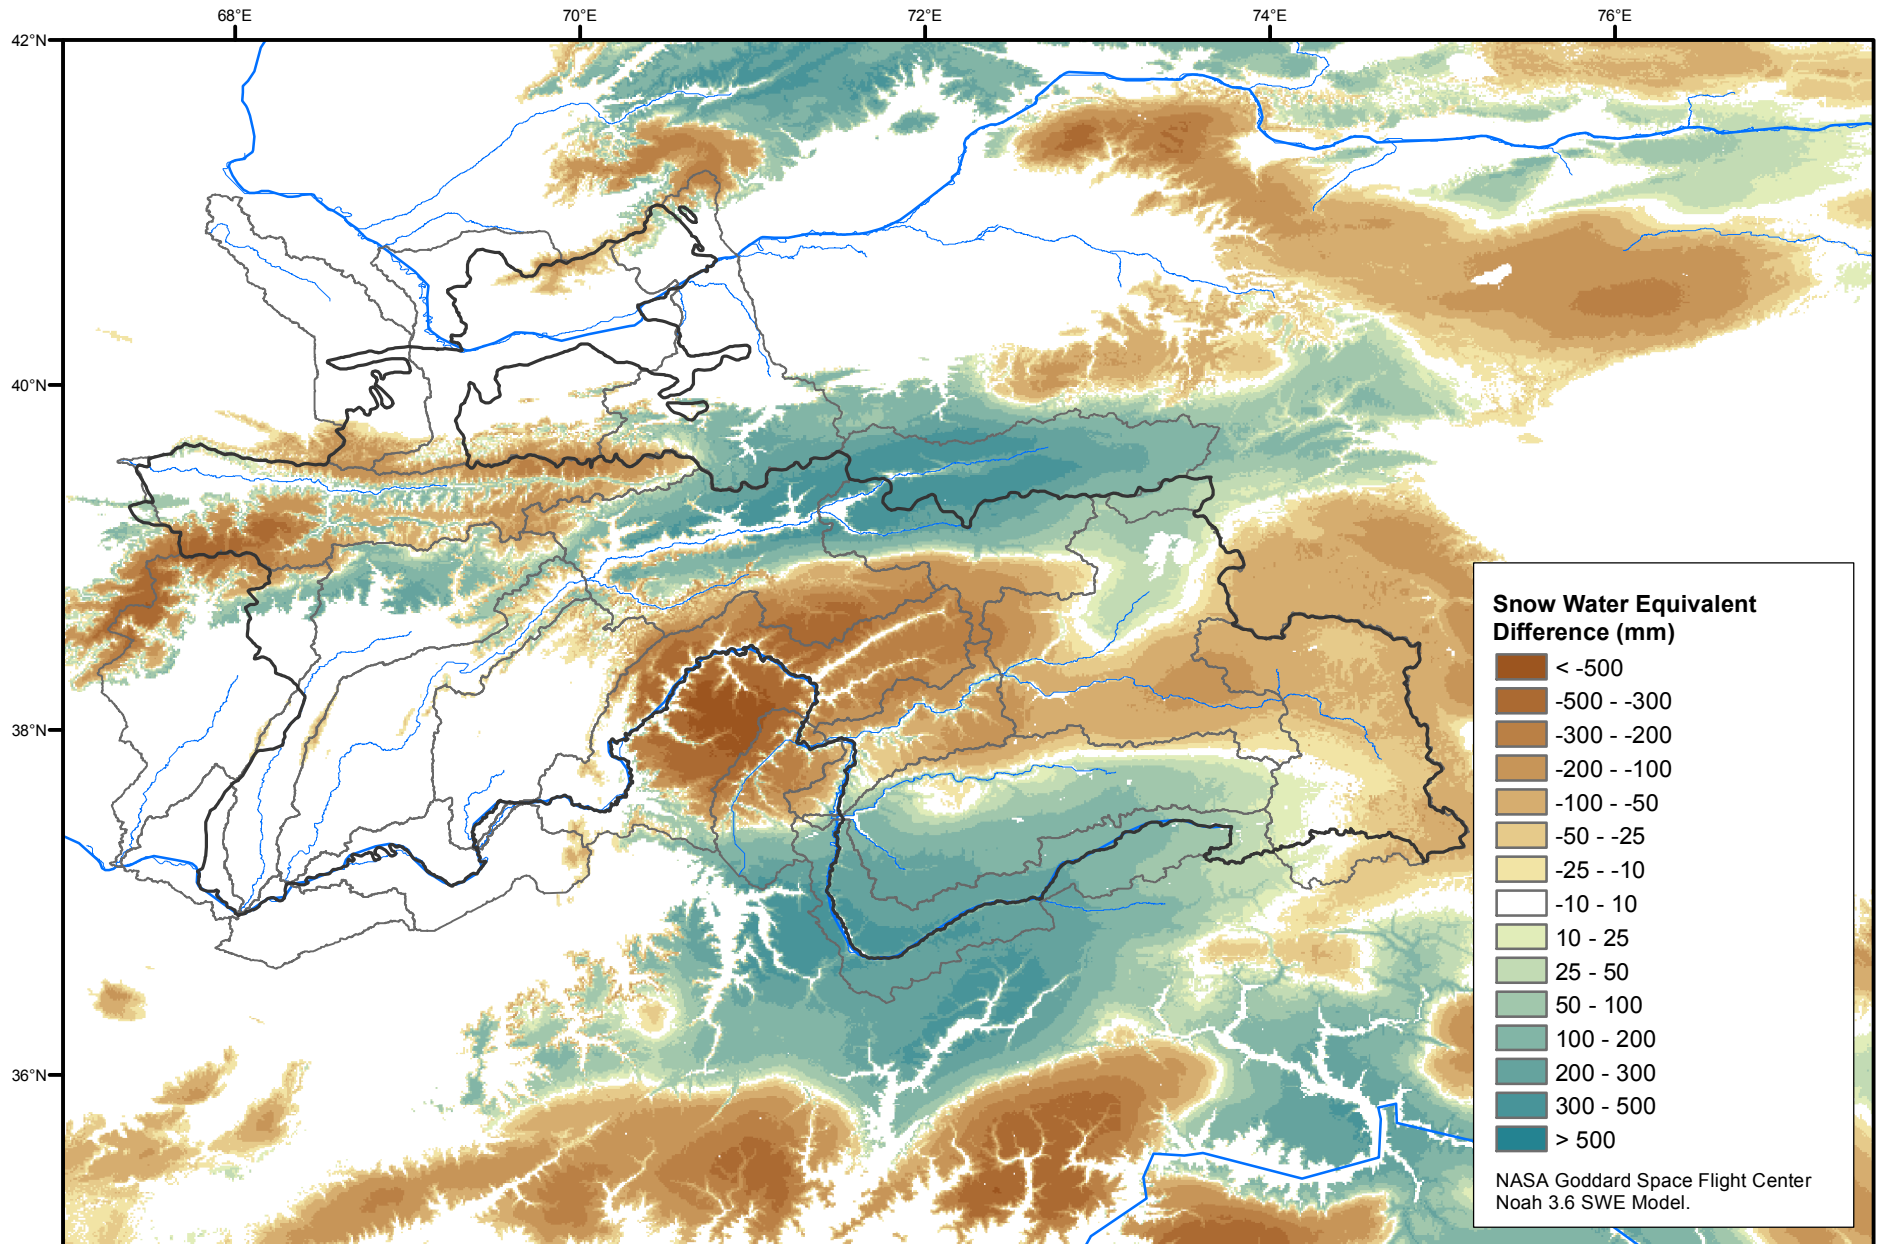 68°E 70°E 72°E 74°E 76°E
42°N
40°N
38°N
36°N
Snow Water Equivalent
Difference (mm)
< -500
-500 - -300
-300 - -200
-200 - -100
-100 - -50
-50 - -25
-25 - -10
-10 - 10
10 - 25
25 - 50
50 - 100
100 - 200
200 - 300
300 - 500
> 500
NASA Goddard Space Flight Center
Noah 3.6 SWE Model.